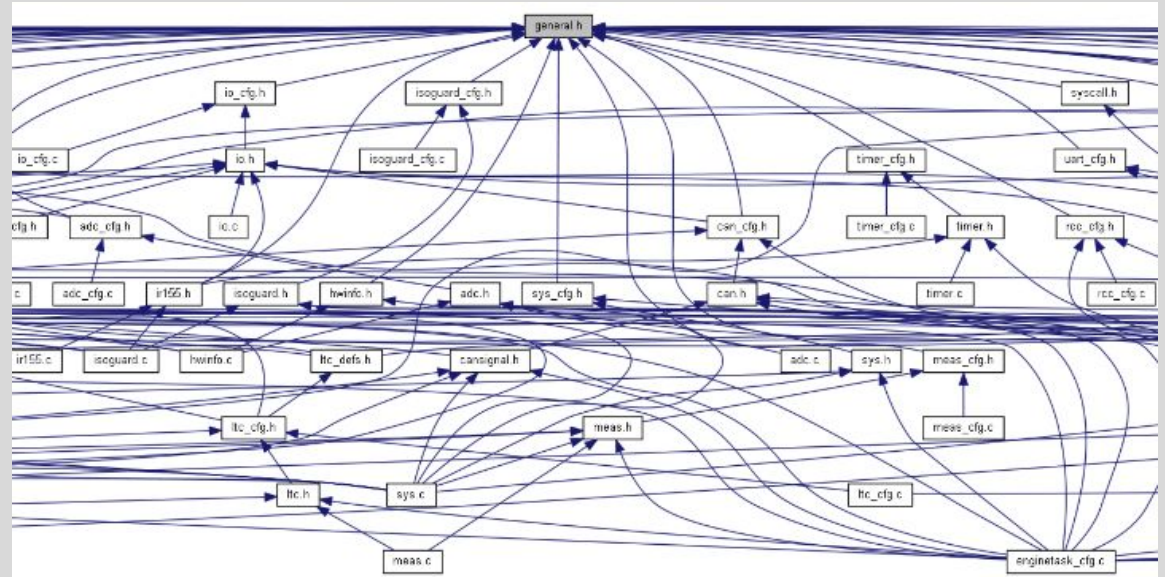 general.h
io_cfg.h
isoguard_cfg.h
syscall.h
io_cfg.c
io.h
isoguard_cfg.c
timer_cfg.h
uart_cfg.h
cfg.h
adc_cfg.h
io.c
can_cfg.h
timer_cfg.c
timer.h
rcc_cfg.h
c
adc_cfg.c
ir155.h
isoguard.h
hwinfo.h
adc.h
sys_cfg.h
can.h
timer.c
rcc_cfg.c
ir155.c
isoguard.c
hwinfo.c
ltc_defs.h
cansignal.h
adc.c
sys.h
meas_cfg.h
ltc_cfg.h
meas.h
meas_cfg.c
ltc.h
sys.c
ltc_cfg.c
meas.c
enginetask_cfg.c